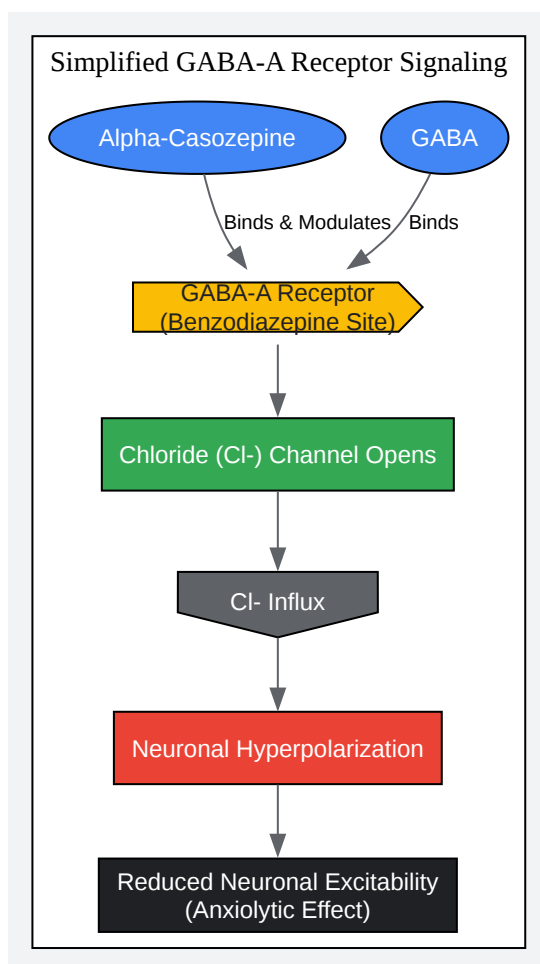 Simplified GABA-A Receptor Signaling
Alpha-Casozepine
GABA
Binds & Modulates
Binds
GABA-A Receptor
(Benzodiazepine Site)
Chloride (Cl-) Channel Opens
Cl- Influx
Neuronal Hyperpolarization
Reduced Neuronal Excitability
(Anxiolytic Effect)